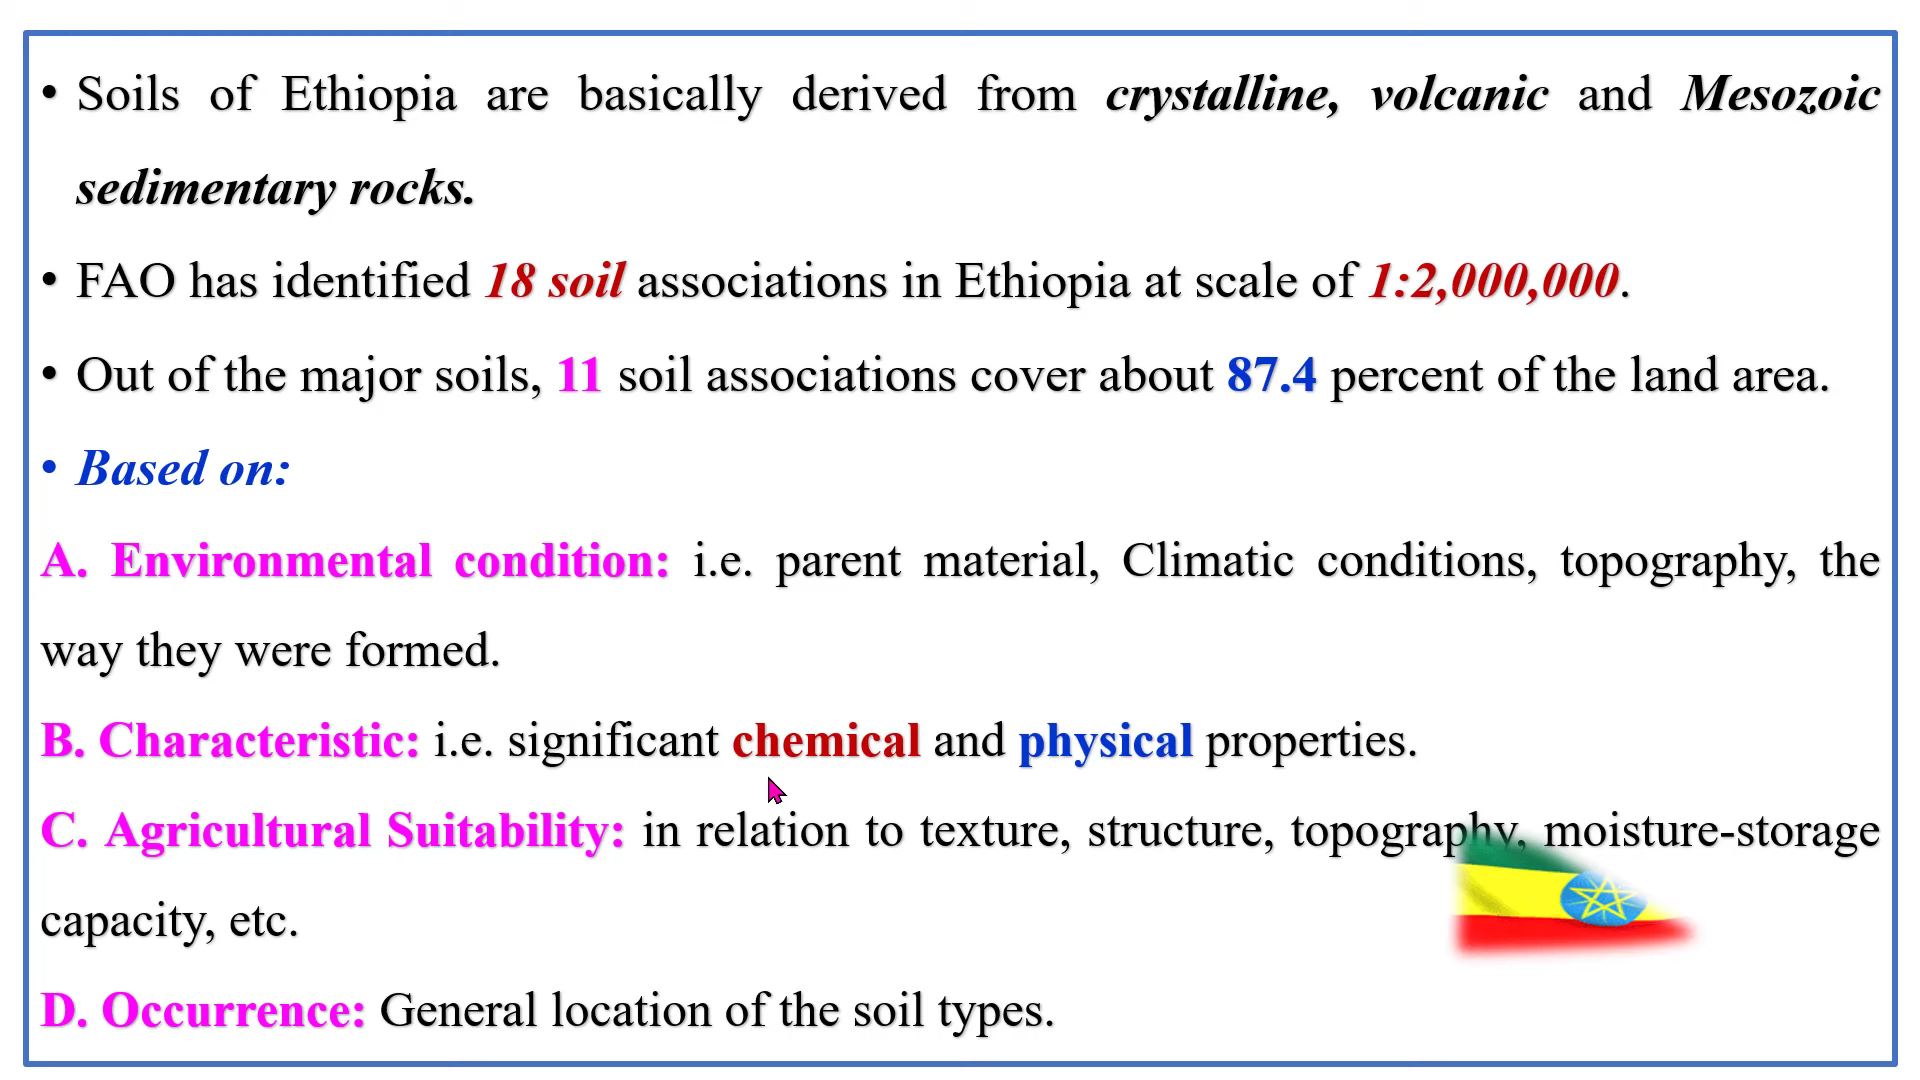 • Soils of Ethiopia are basically derived from crystalline, volcanic and Mesozoic
sedimentary rocks.
• FAO has identified 18 soil associations in Ethiopia at scale of 1:2,000,000.
• Out of the major soils, 11 soil associations cover about 87.4 percent of the land area.
• Based on:
A. Environmental condition: i.e. parent material, Climatic conditions, topography, the
way they were formed.
B. Characteristic: i.e. significant chemical and physical properties.
C. Agricultural Suitability: in relation to texture, structure, topography, moisture-storage
capacity, etc.
D. Occurrence: General location of the soil types.